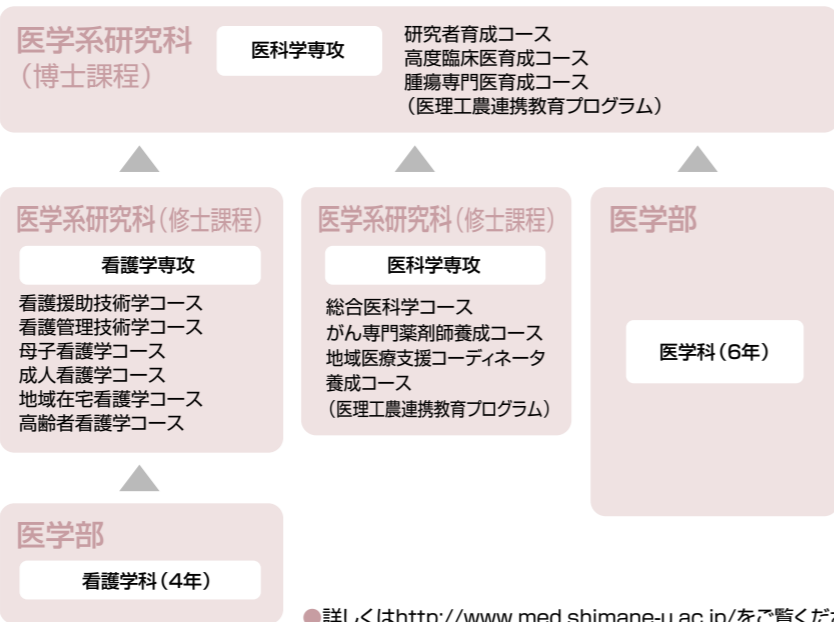 医学系研究科
（博士課程）
医科学専攻
研究者育成コース
高度臨床医育成コース
腫瘍専門医育成コース
（医理工農連携教育プログラム）
医学系研究科（修士課程）
看護学専攻
看護援助技術学コース
看護管理技術学コース
母子看護学コース
成人看護学コース
地域在宅看護学コース
高齢者看護学コース
医学系研究科（修士課程）
医科学専攻
総合医科学コース
がん専門薬剤師養成コース
地域医療支援コーディネータ
養成コース
（医理工農連携教育プログラム）
医学部
医学科（6年）
医学部
看護学科（4年）
●詳しくはhttp://www.med.shimane-u.ac.jp/をご覧くだ